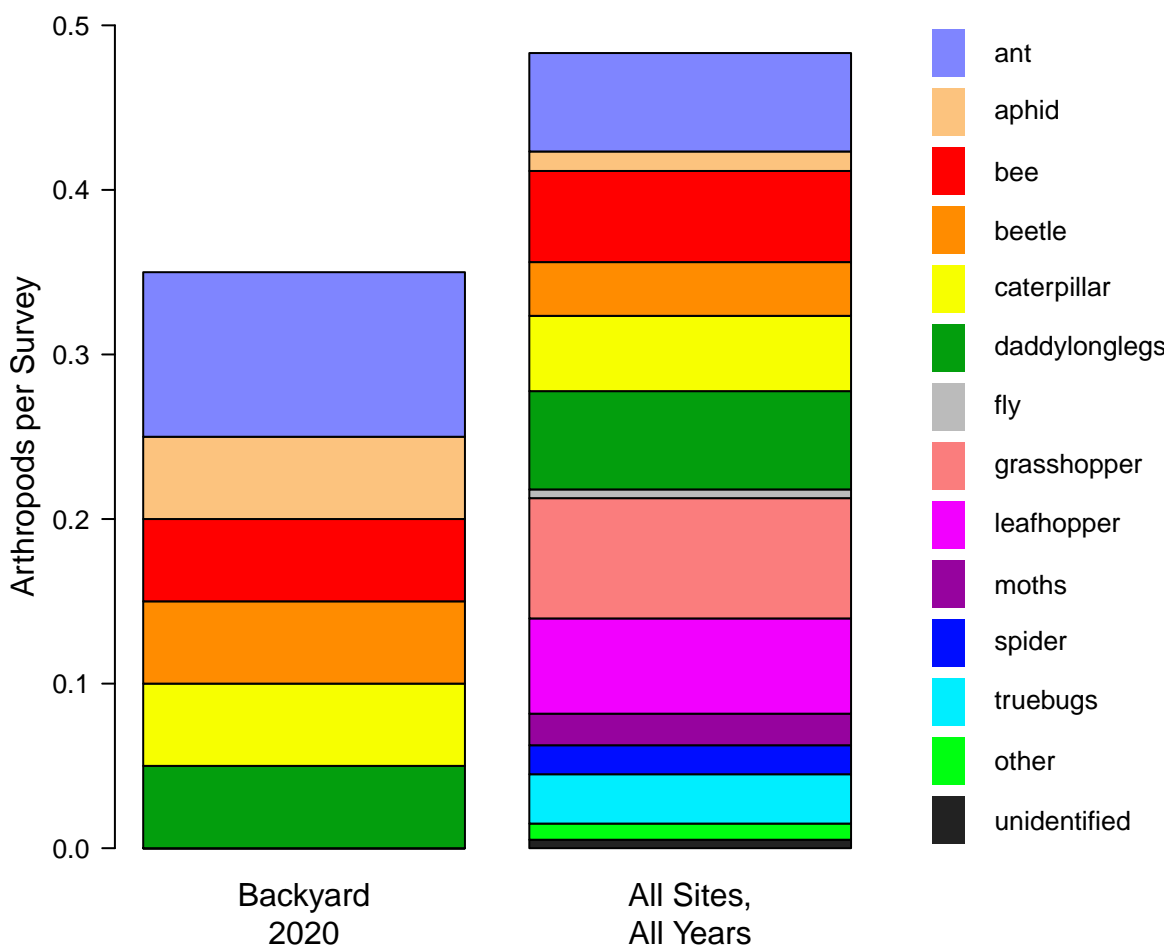 0.5
0.4
0.3
0.2
0.1
0.0
Arthropods per Survey
Backyard
2020
All Sites,
All Years
ant
aphid
bee
beetle
caterpillar
daddylonglegs
fly
grasshopper
leafhopper
moths
spider
truebugs
other
unidentified